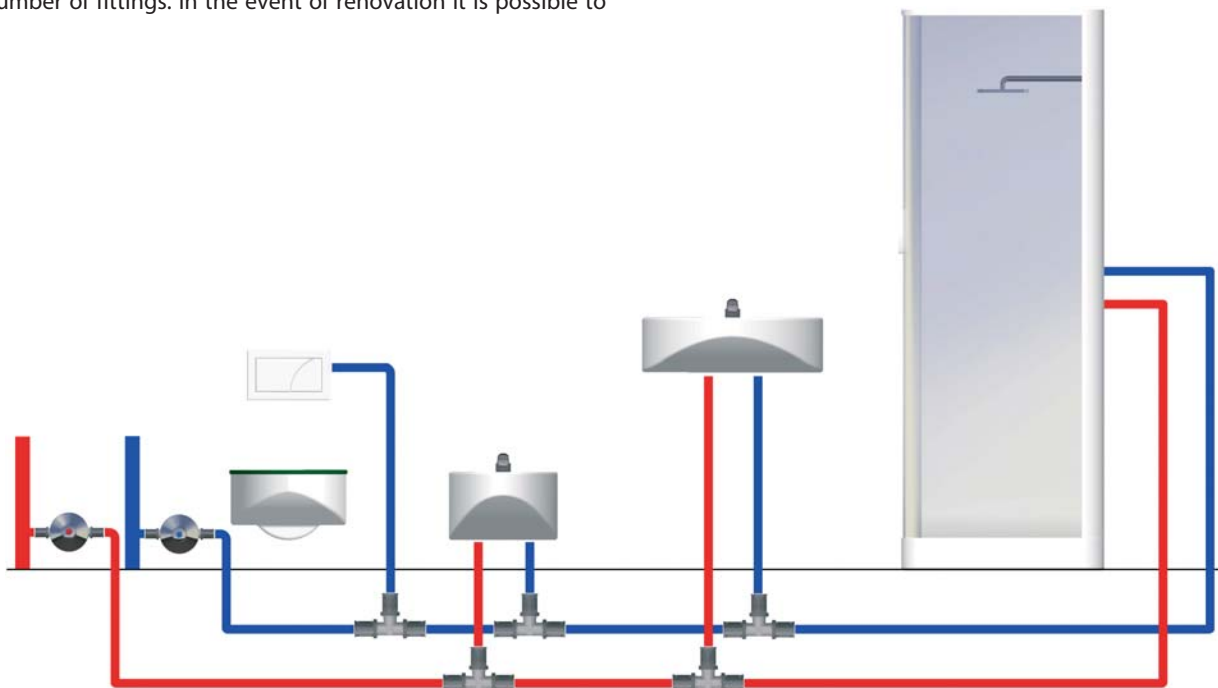 umber of fittings. In the event of renovation it is possible to